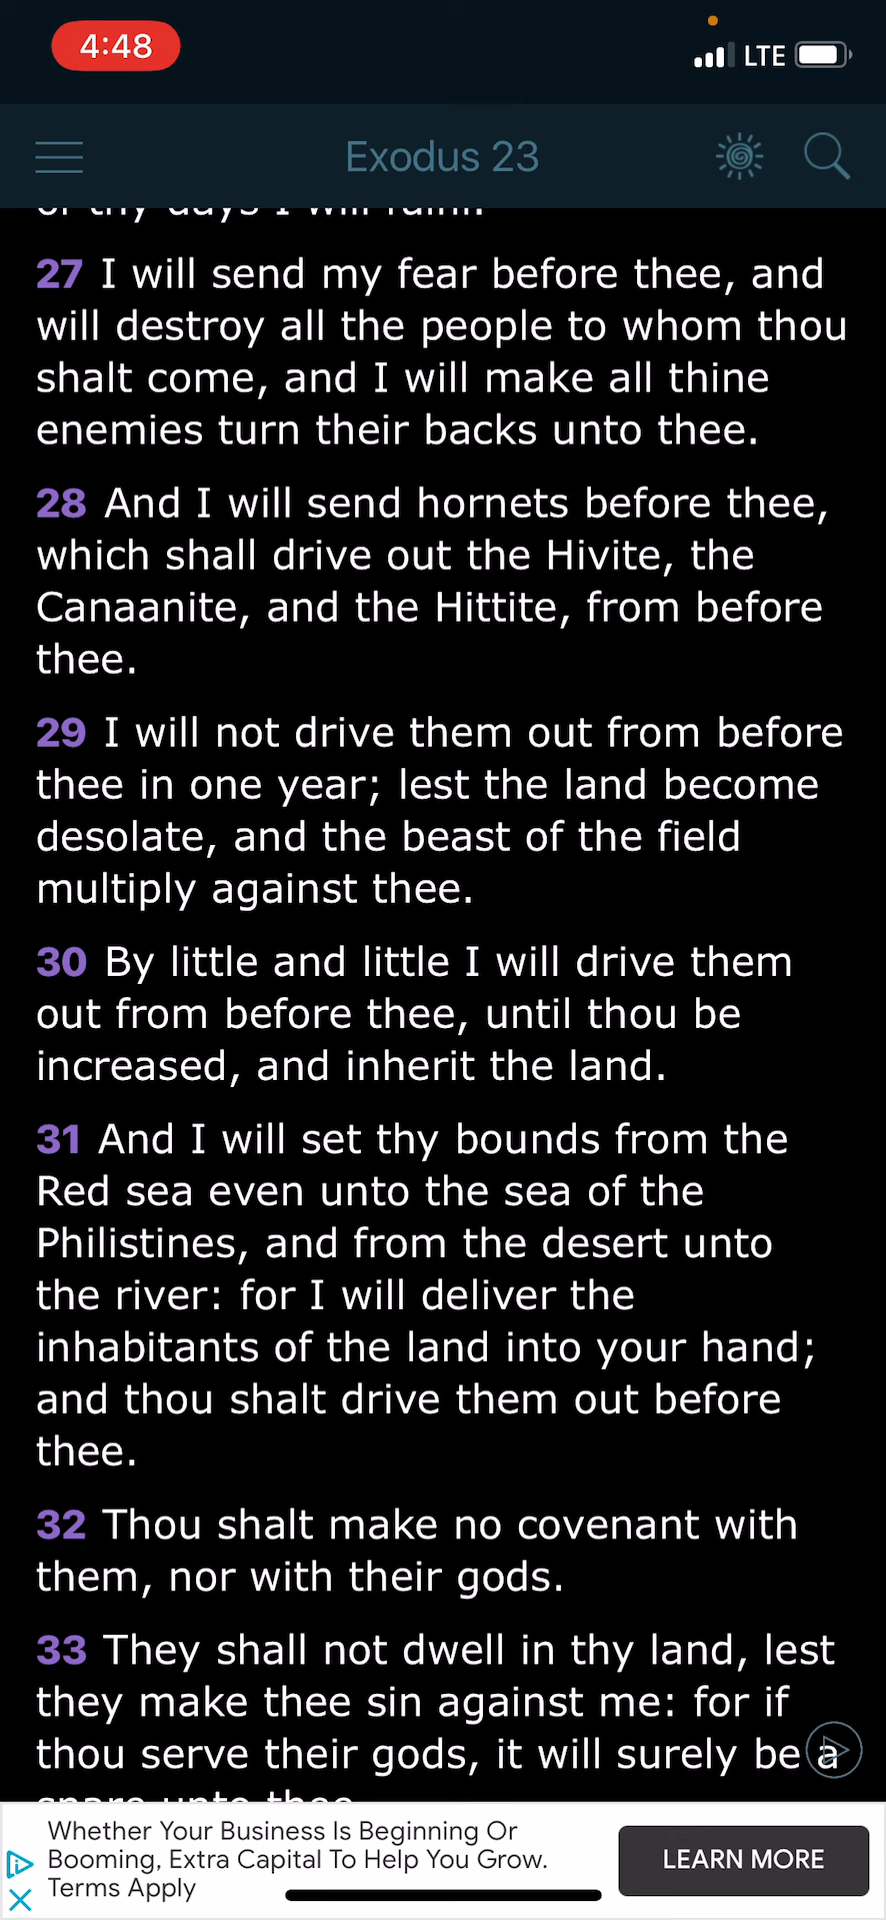 4:48
LTE
Exodus 23
27 I will send my fear before thee, and
will destroy all the people to whom thou
shalt come, and I will make all thine
enemies turn their backs unto thee.
28 And I will send hornets before thee,
which shall drive out the Hivite, the
Canaanite, and the Hittite, from before
thee.
29 I will not drive them out from before
thee in one year; lest the land become
desolate, and the beast of the field
multiply against thee.
30 By little and little I will drive them
out from before thee, until thou be
increased, and inherit the land.
31 And I will set thy bounds from the
Red sea even unto the sea of the
Philistines, and from the desert unto
the river: for I will deliver the
inhabitants of the land into your hand;
and thou shalt drive them out before
thee.
32 Thou shalt make no covenant with
them, nor with their gods.
33 They shall not dwell in thy land, lest
they make thee sin against me: for if
thou serve their gods, it will surely be a
Whether Your Business Is Beginning Or
Booming, Extra Capital To Help You Grow.
Terms Apply
LEARN MORE